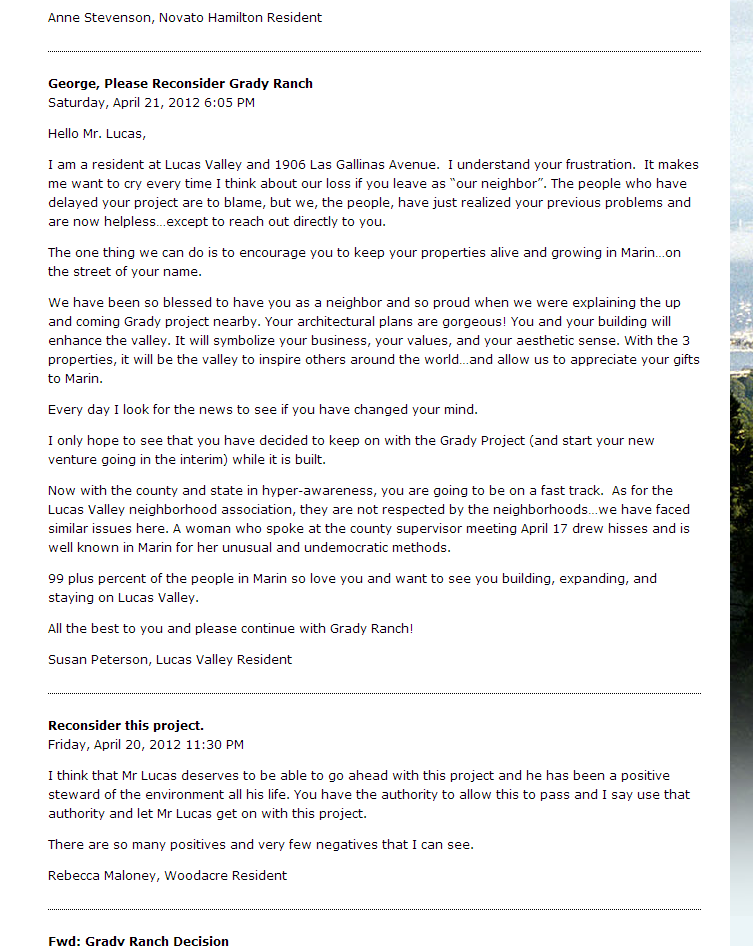 Anne Stevenson, Novato Hamilton Resident
George, Please Reconsider Grady Ranch
Saturday, April 21, 2012 6:05 PM
Hello Mr. Lucas,
I am a resident at Lucas Valley and 1906 Las Gallinas Avenue.  I understand your frustration.  It makes
me want to cry every time I think about our loss if you leave as “our neighbor”. The people who have
delayed your project are to blame, but we, the people, have just realized your previous problems and
are now helpless…except to reach out directly to you.
The one thing we can do is to encourage you to keep your properties alive and growing in Marin…on
the street of your name.
We have been so blessed to have you as a neighbor and so proud when we were explaining the up
and coming Grady project nearby. Your architectural plans are gorgeous! You and your building will
enhance the valley. It will symbolize your business, your values, and your aesthetic sense. With the 3
properties, it will be the valley to inspire others around the world…and allow us to appreciate your gifts
to Marin.
Every day I look for the news to see if you have changed your mind.
I only hope to see that you have decided to keep on with the Grady Project (and start your new
venture going in the interim) while it is built.
Now with the county and state in hyper-awareness, you are going to be on a fast track.  As for the
Lucas Valley neighborhood association, they are not respected by the neighborhoods…we have faced
similar issues here. A woman who spoke at the county supervisor meeting April 17 drew hisses and is
well known in Marin for her unusual and undemocratic methods.
99 plus percent of the people in Marin so love you and want to see you building, expanding, and
staying on Lucas Valley.
All the best to you and please continue with Grady Ranch!
Susan Peterson, Lucas Valley Resident
Reconsider this project.
Friday, April 20, 2012 11:30 PM
I think that Mr Lucas deserves to be able to go ahead with this project and he has been a positive
steward of the environment all his life. You have the authority to allow this to pass and I say use that
authority and let Mr Lucas get on with this project.
There are so many positives and very few negatives that I can see.
Rebecca Maloney, Woodacre Resident
Fwd: Grady Ranch Decision